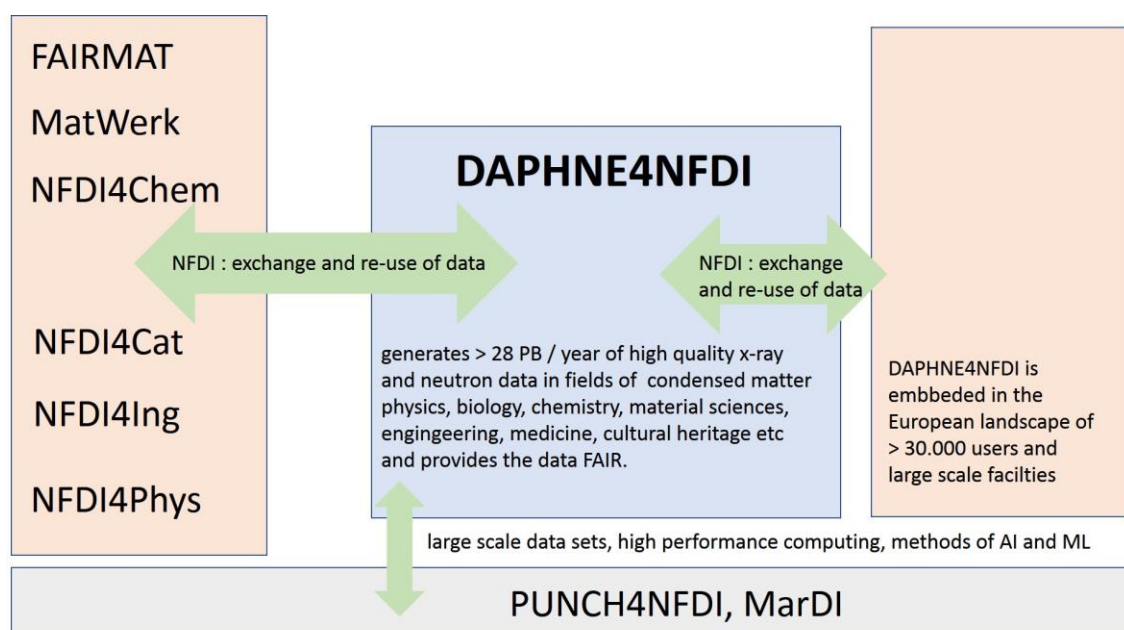 FAIRMAT
MatWerk
NFDI4Chem
NFDI : exchange and re-use of data
NFDI4Cat
NFDI4Ing
NFDI4Phys
DAPHNE4NFDI
NFDI : exchange
and re-use of data
generates > 28 PB / year of high quality x-ray
and neutron data in fields of condensed matter
physics, biology, chemistry, material sciences,
engingeering, medicine, cultural heritage etc
and provides the data FAIR.
DAPHNE4NFDI is
embbeded in the
European landscape of
> 30.000 users and
large scale facilties
large scale data sets, high performance computing, methods of AI and ML
PUNCH4NFDI, MarDI